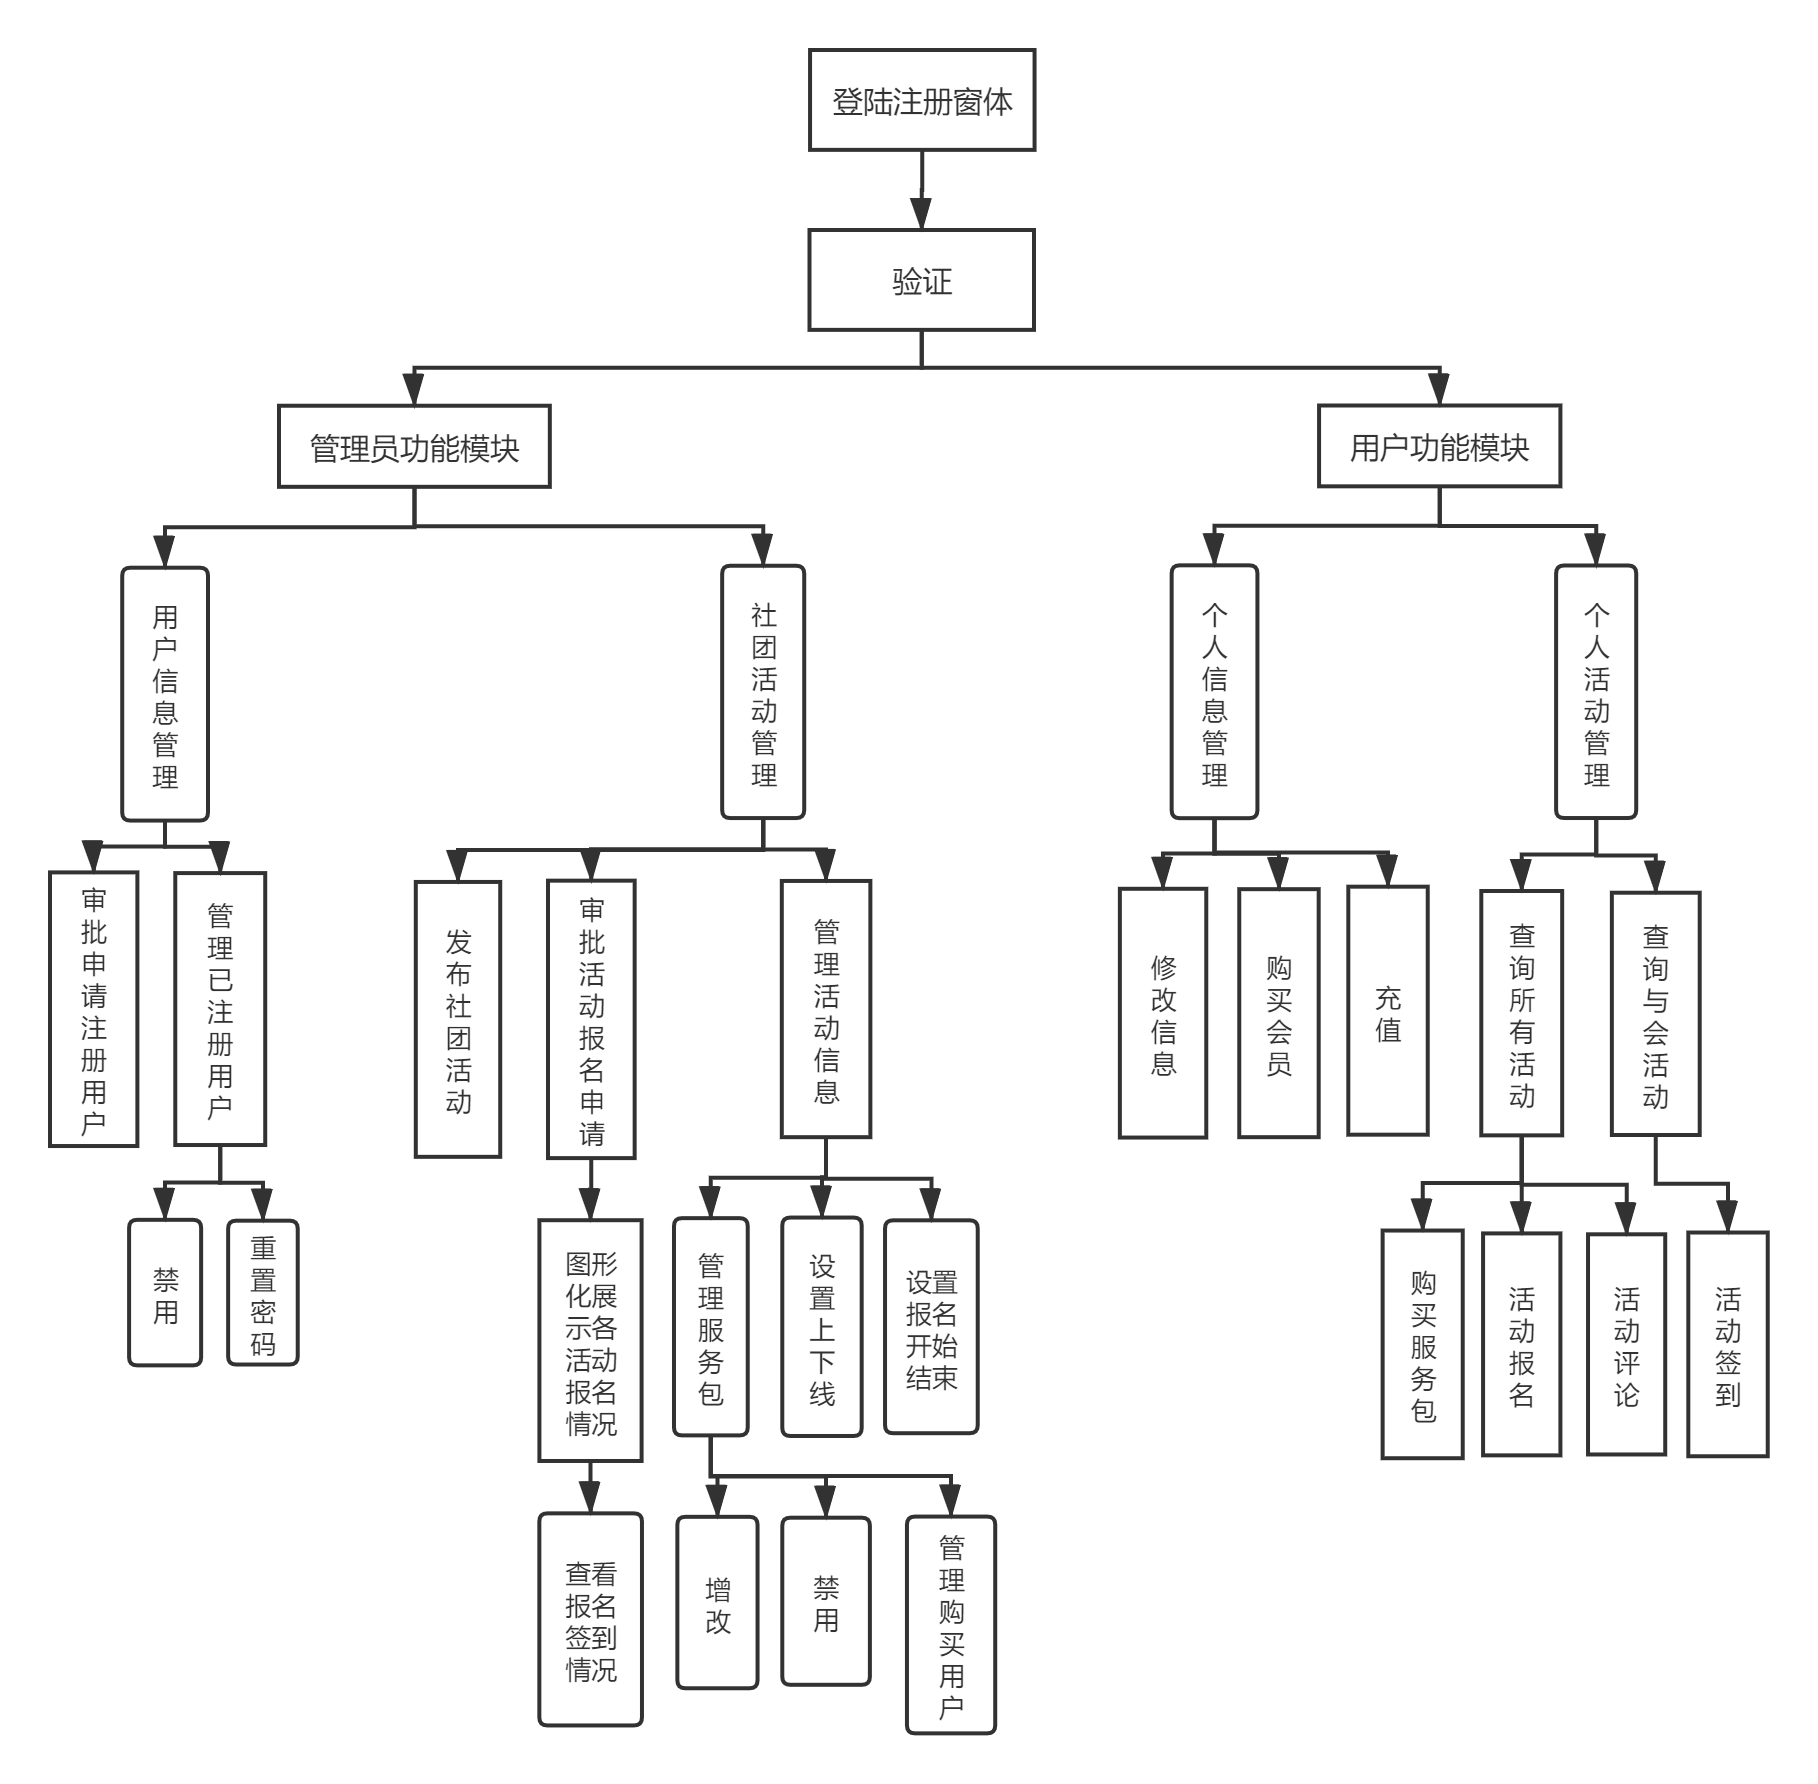 登陆注册窗体
验证
管理员功能模块
用户功能模块
用户信息管理
社团活动管理
个人信息管理
个人活动管理
审批申请注册用户
管理已注册用户
发布社团活动
审批活动报名申请
管理活动信息
修改信息
购买会员
充值
查询所有活动
查询与会活动
禁用
重置密码
图形
化展
示各
活动
报名
情况
管理服务包
设置上下线
设置
报名
开始
结束
购买服务包
活动报名
活动评论
活动签到
查看
报名
签到
情况
增改
禁用
管理购买用户